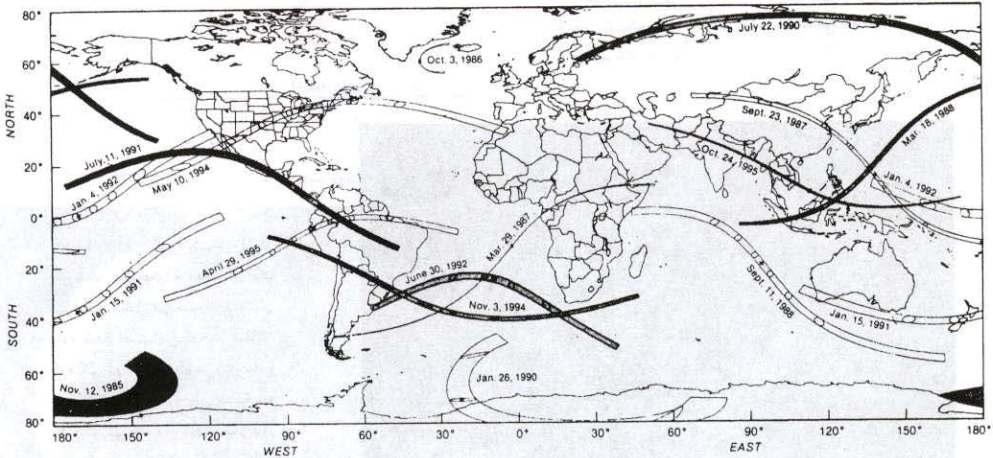 80°
60°
40°
20°
0°
20°
40°
60°
80°
NORTH
SOUTH
Oct. 3, 1986
July 22, 1990
Sept. 23, 1987
Mar. 18, 1988
Oct. 24, 1995
July 11, 1991
May 10, 1994
Jan. 4, 1992
Jan. 4, 1992
Mar. 29, 1987
April 29, 1995
June 30, 1992
Jan. 15, 1991
Sept. 11, 1988
Nov. 3, 1994
Jan. 15, 1991
Nov. 12, 1985
Jan. 26, 1990
180° 150° 120° 90° 60° 30° 0° 30° 60° 90° 120° 150° 180°
WEST EAST